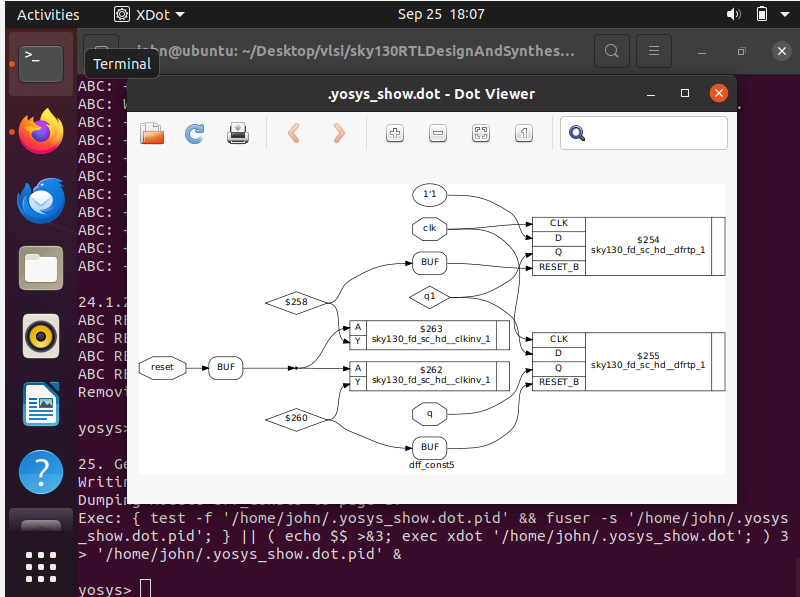 Activities
XDot
Sep 25 18:07
Terminal
john@ubuntu: ~/Desktop/vlsi/sky130RTLDesignAndSynthes...
.yosys_show.dot - Dot Viewer
ABC: +
ABC:
ABC: +
ABC: +
ABC: +
ABC: +
ABC: +
ABC: +
ABC: +
ABC: +
ABC: +
24.1.2
ABC RE
ABC RE
ABC RE
ABC RE
Removi
yosys>
25. Ge
Writin
Dumping
1'1
clk
BUF
q1
$258
$263
sky130_fd_sc_hd__clkinv_1
A
Y
reset
BUF
$262
sky130_fd_sc_hd__clkinv_1
A
Y
$260
q
BUF
dff_const5
CLK
D
Q
RESET_B
$254
sky130_fd_sc_hd__dfrtp_1
CLK
D
Q
RESET_B
$255
sky130_fd_sc_hd__dfrtp_1
Exec: { test -f '/home/john/.yosys_show.dot.pid' && fuser -s '/home/john/.yosys
_show.dot.pid'; } || ( echo $$ >&3; exec xdot '/home/john/.yosys_show.dot'; ) 3
> '/home/john/.yosys_show.dot.pid' &
yosys>